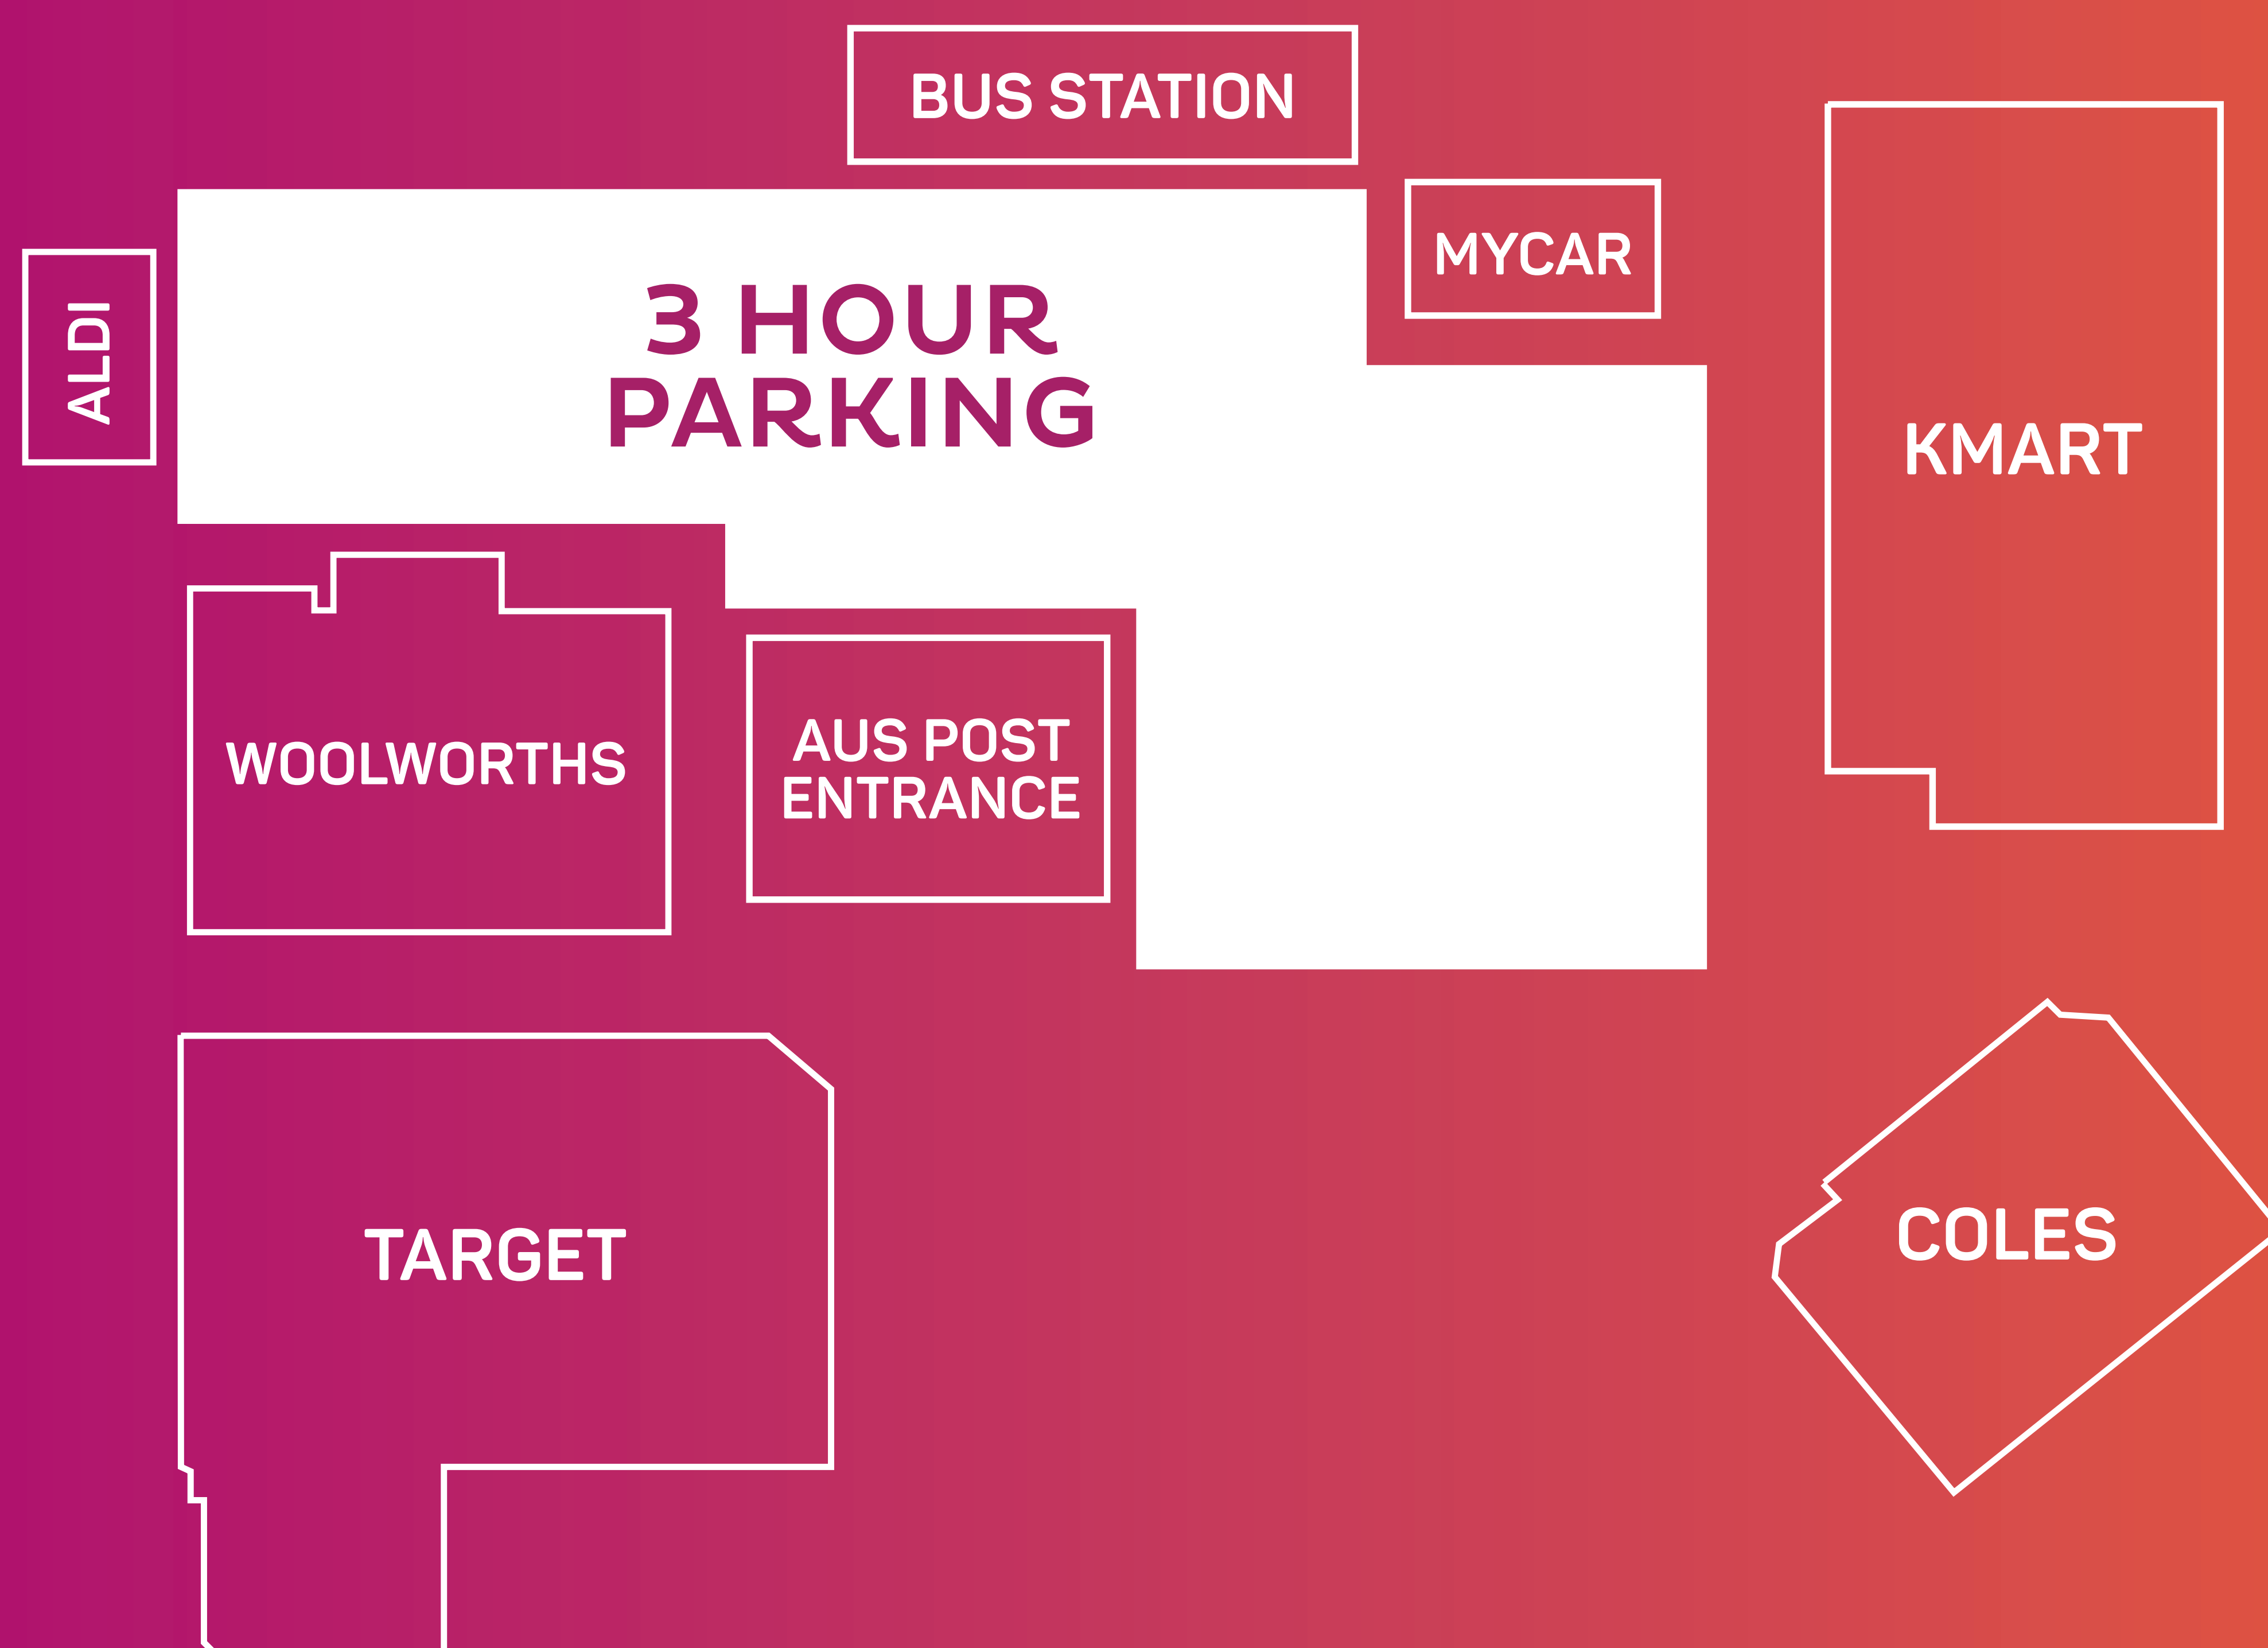 BUS STATION
MYCAR
ALDI
3 HOUR
PARKING
KMART
WOOLWORTHS
AUS POST
ENTRANCE
TARGET
COLES